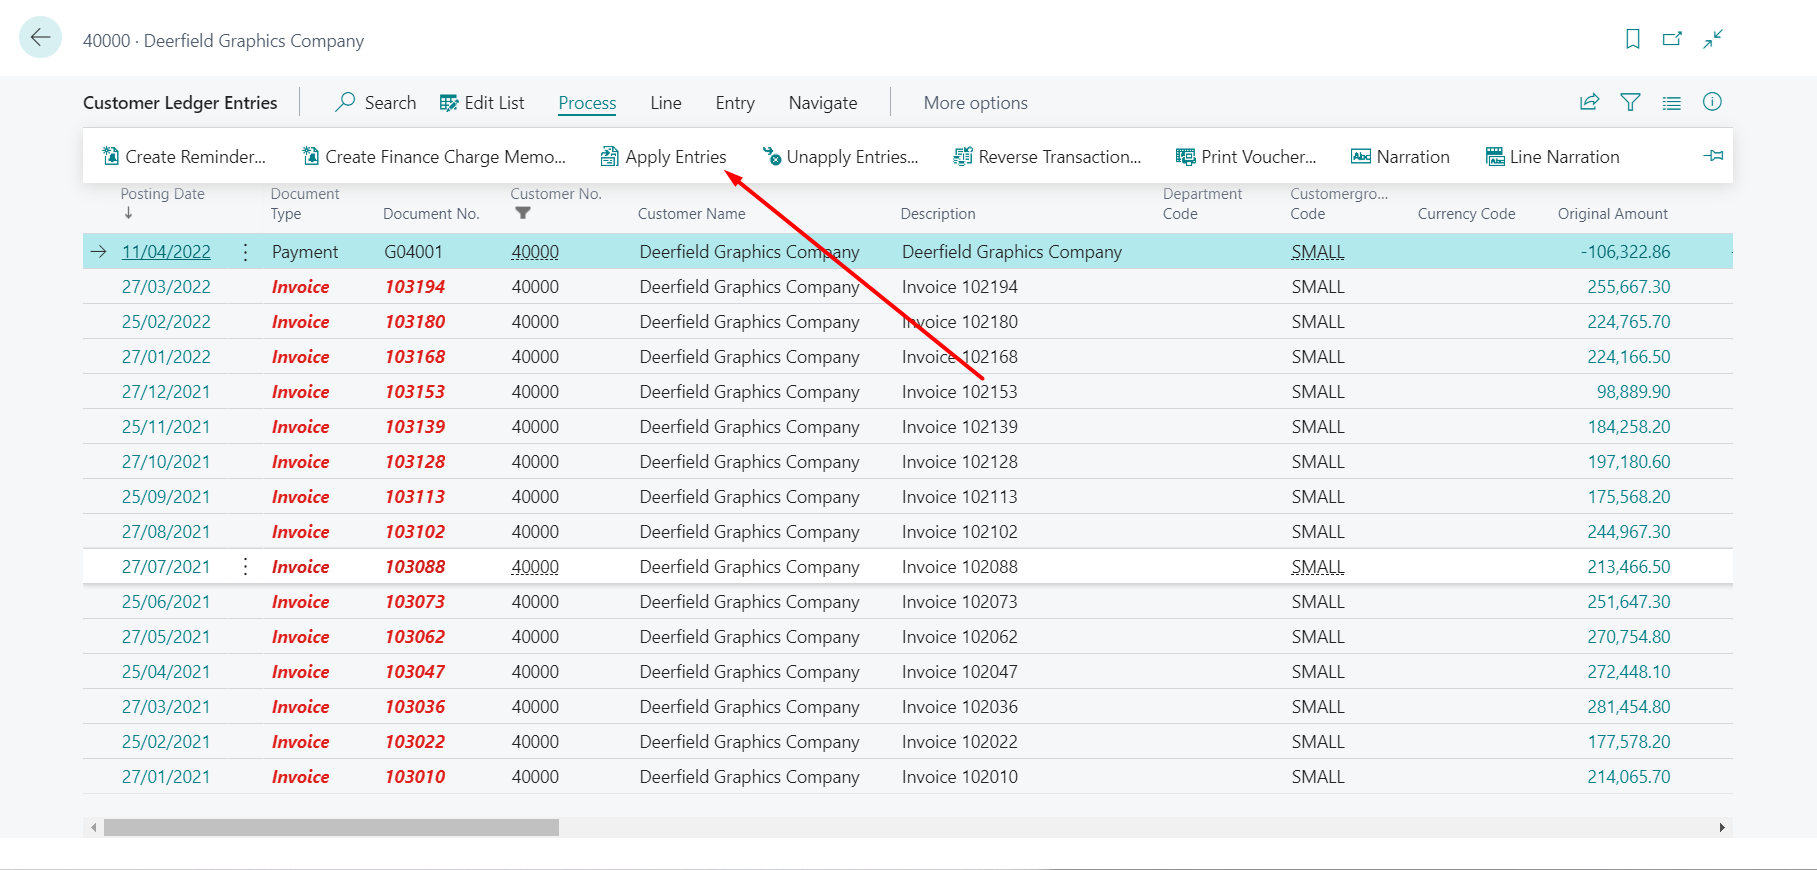 40000 · Deerfield Graphics Company
Customer Ledger Entries Search Edit List Process Line Entry Navigate More options
Create Reminder... Create Finance Charge Memo... Apply Entries Unapply Entries... Reverse Transaction... Print Voucher... Narration Line Narration
Posting Date Document Type Document No. Customer No. Customer Name Description Department Code Customergro... Code Currency Code Original Amount
11/04/2022 Payment G04001 40000 Deerfield Graphics Company Deerfield Graphics Company SMALL -106,322.86
27/03/2022 Invoice 103194 40000 Deerfield Graphics Company Invoice 102194 SMALL 255,667.30
25/02/2022 Invoice 103180 40000 Deerfield Graphics Company Invoice 102180 SMALL 224,765.70
27/01/2022 Invoice 103168 40000 Deerfield Graphics Company Invoice 102168 SMALL 224,166.50
27/12/2021 Invoice 103153 40000 Deerfield Graphics Company Invoice 102153 SMALL 98,889.90
25/11/2021 Invoice 103139 40000 Deerfield Graphics Company Invoice 102139 SMALL 184,258.20
27/10/2021 Invoice 103128 40000 Deerfield Graphics Company Invoice 102128 SMALL 197,180.60
25/09/2021 Invoice 103113 40000 Deerfield Graphics Company Invoice 102113 SMALL 175,568.20
27/08/2021 Invoice 103102 40000 Deerfield Graphics Company Invoice 102102 SMALL 244,967.30
27/07/2021 Invoice 103088 40000 Deerfield Graphics Company Invoice 102088 SMALL 213,466.50
25/06/2021 Invoice 103073 40000 Deerfield Graphics Company Invoice 102073 SMALL 251,647.30
27/05/2021 Invoice 103062 40000 Deerfield Graphics Company Invoice 102062 SMALL 270,754.80
25/04/2021 Invoice 103047 40000 Deerfield Graphics Company Invoice 102047 SMALL 272,448.10
27/03/2021 Invoice 103036 40000 Deerfield Graphics Company Invoice 102036 SMALL 281,454.80
25/02/2021 Invoice 103022 40000 Deerfield Graphics Company Invoice 102022 SMALL 177,578.20
27/01/2021 Invoice 103010 40000 Deerfield Graphics Company Invoice 102010 SMALL 214,065.70